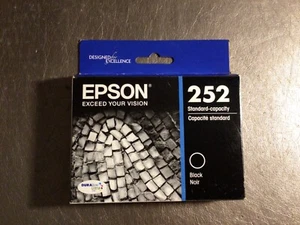 DESIGNED for
EXCELLENCE
EPSON
EXCEED YOUR VISION
252
Standard-capacity
Capacité standard
Black
Noir